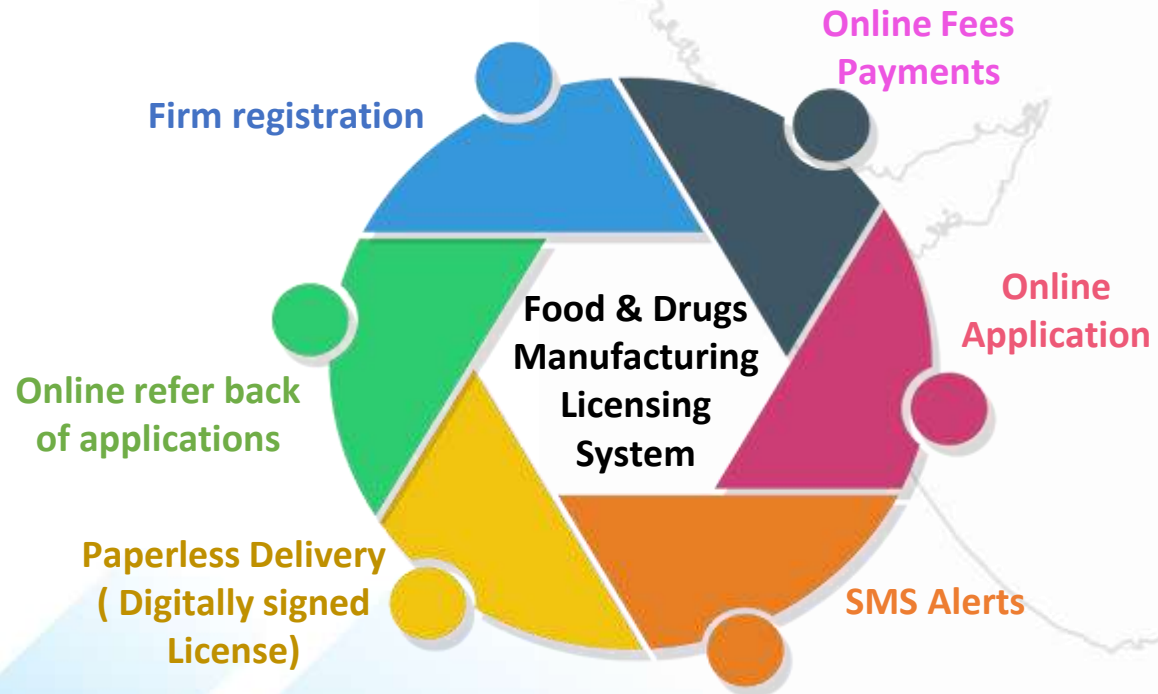 Online Fees
Payments
Firm registration
Online
Application
Food & Drugs
Manufacturing
Licensing
System
Online refer back
of applications
Paperless Delivery
( Digitally signed
License)
SMS Alerts